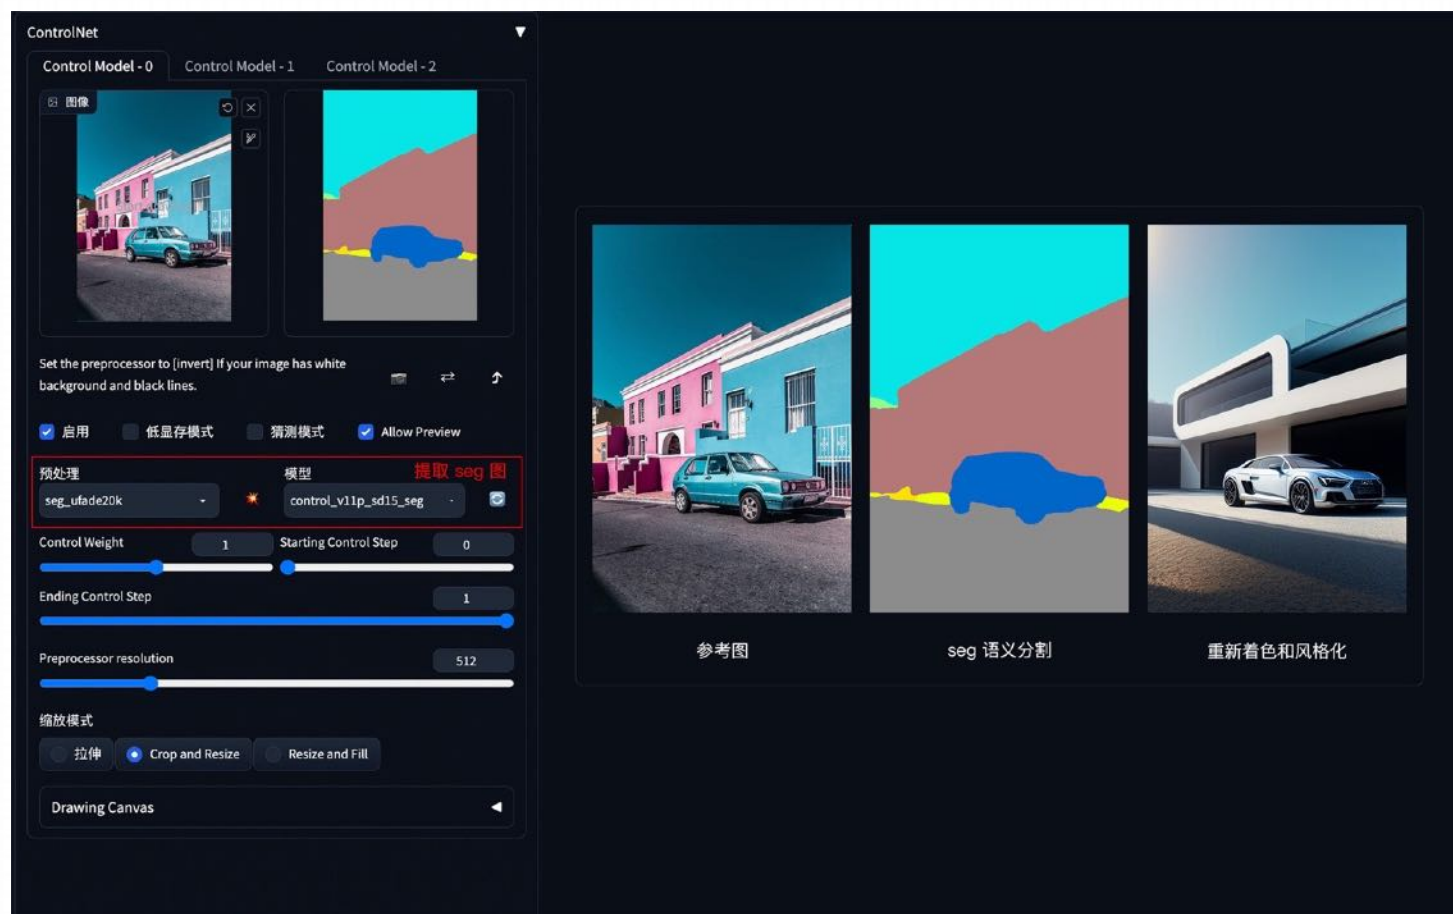 ControlNet
Control Model - 0
Control Model - 1
Control Model - 2
图像
Set the preprocessor to [invert] If your image has white
background and black lines.
启用
低显存模式
猜测模式
Allow Preview
预处理
模型
提取 seg 图
seg_ufade20k
control_v11p_sd15_seg
Control Weight
1
Starting Control Step
0
Ending Control Step
1
Preprocessor resolution
512
缩放模式
拉伸
Crop and Resize
Resize and Fill
Drawing Canvas
参考图
seg 语义分割
重新着色和风格化